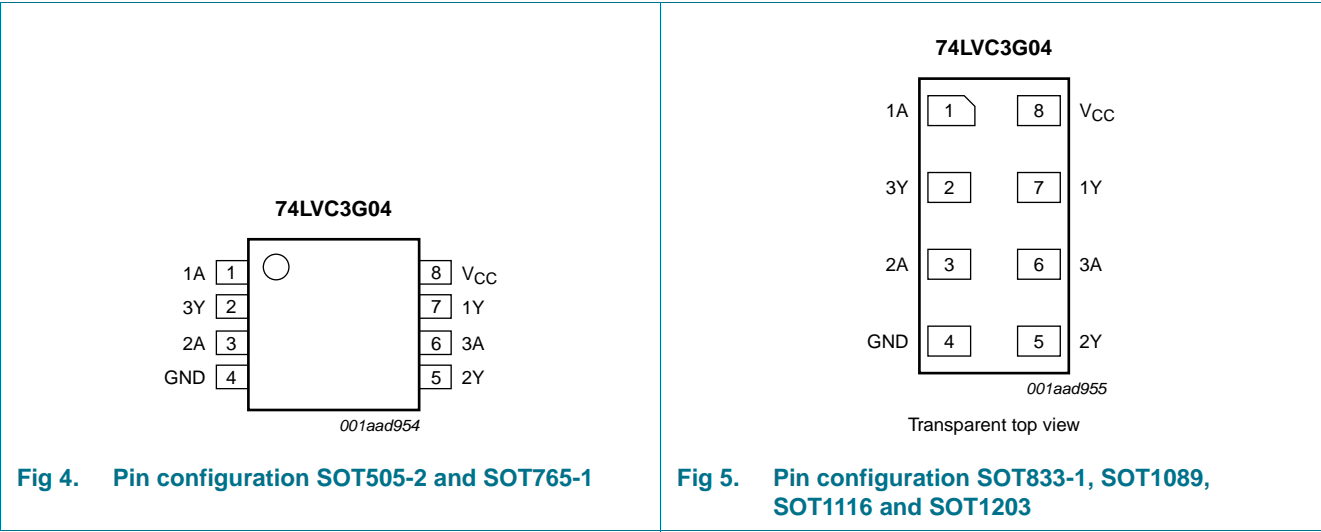 74LVC3G04
1A 1 8 VCC
3Y 2 7 1Y
2A 3 6 3A
GND 4 5 2Y
001aad954
Fig 4. Pin configuration SOT505-2 and SOT765-1
74LVC3G04
1A 1 8 VCC
3Y 2 7 1Y
2A 3 6 3A
GND 4 5 2Y
001aad955
Transparent top view
Fig 5. Pin configuration SOT833-1, SOT1089,
SOT1116 and SOT1203